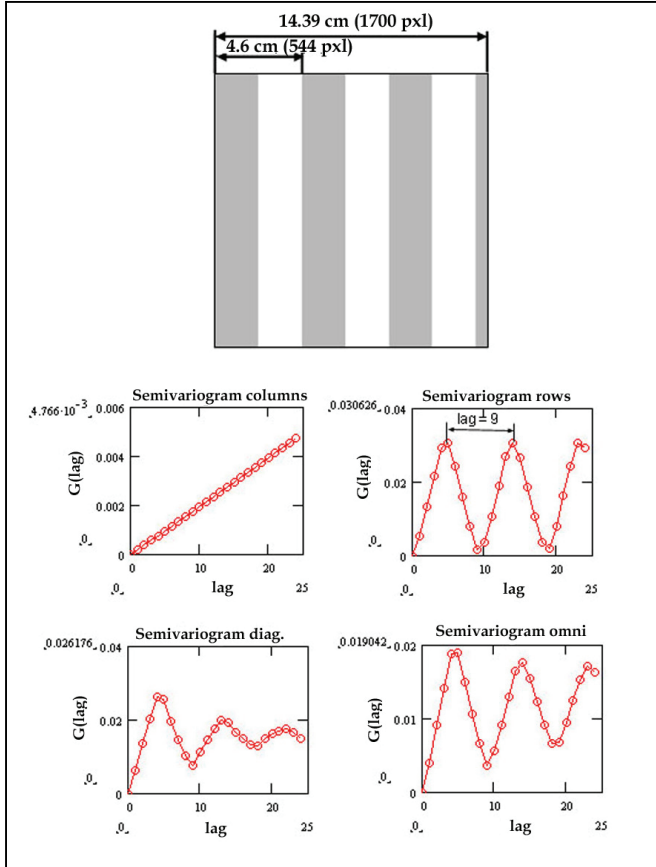 14.39 cm (1700 pxl)
4.6 cm (544 pxl)
Semivariogram columns
4.766·10⁻³
0.006
0.004
0.002
0
0
G(lag)
0
10
20
0
lag
25
Semivariogram rows
0.030626
0.04
lag = 9
0.02
0
0
G(lag)
0
10
20
0
lag
25
Semivariogram diag.
0.026176
0.04
0.02
0
0
G(lag)
0
10
20
0
lag
25
Semivariogram omni
0.019042
0.02
0.01
0
0
G(lag)
0
10
20
0
lag
25